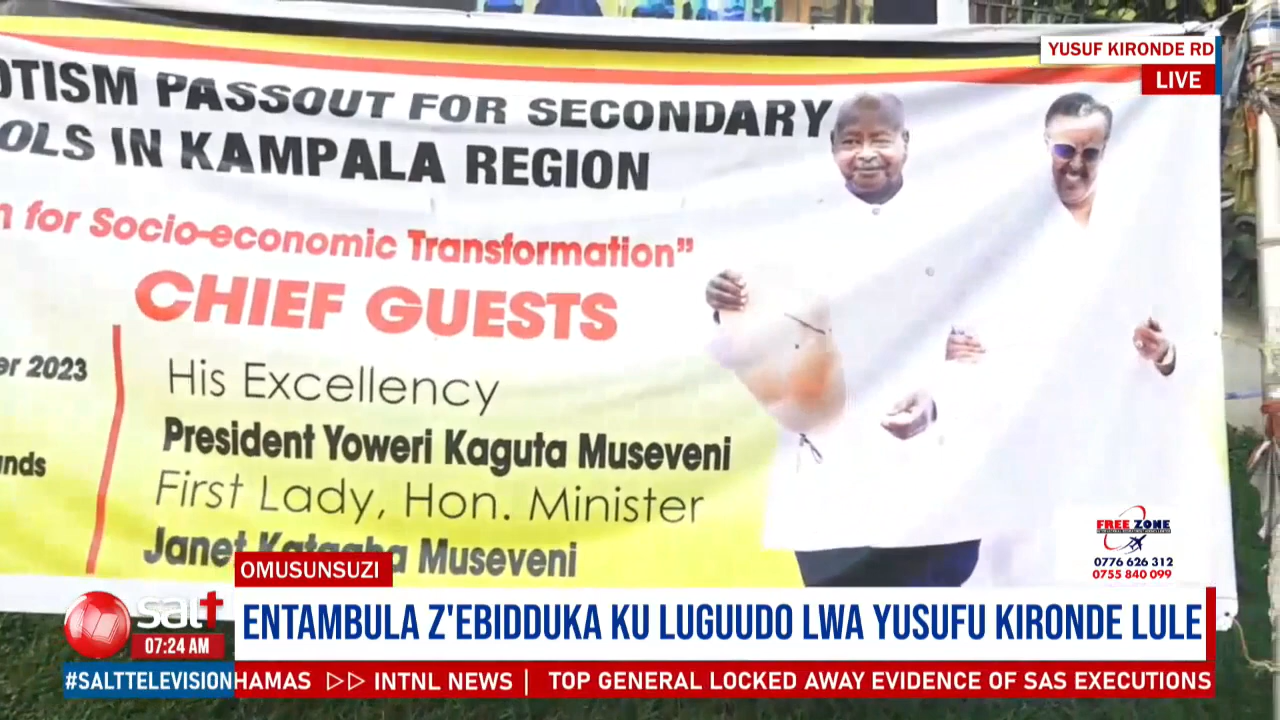 YUSUF KIRONDE RD
LIVE
OTISM PASSOUT FOR SECONDARY
OLS IN KAMPALA REGION
n for Socio-economic Transformation”
CHIEF GUESTS
er 2023
His Excellency
President Yoweri Kaguta Museveni
ands
First Lady, Hon. Minister
Janet Kataaha Museveni
FREE ZONE
0776 626 312
0755 840 099
OMUSUNSUZI
salt
07:24 AM
ENTAMBULA Z'EBIDDUKA KU LUGUUDO LWA YUSUFU KIRONDE LULE
#SALTTELEVISION
HAMAS ▷▷ INTNL NEWS | TOP GENERAL LOCKED AWAY EVIDENCE OF SAS EXECUTIONS